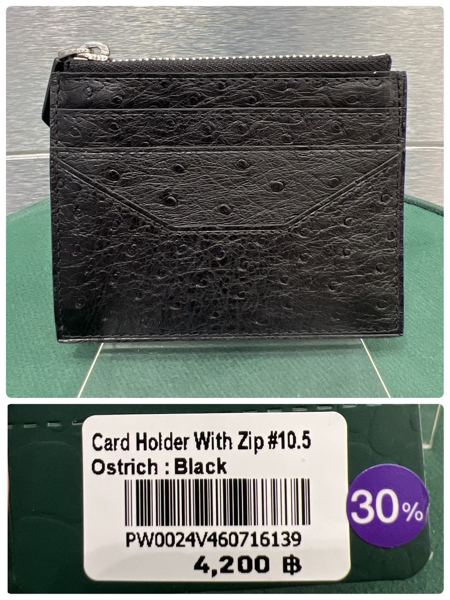 Card Holder With Zip #10.5
Ostrich : Black
PW0024V460716139
4,200 ฿
30%